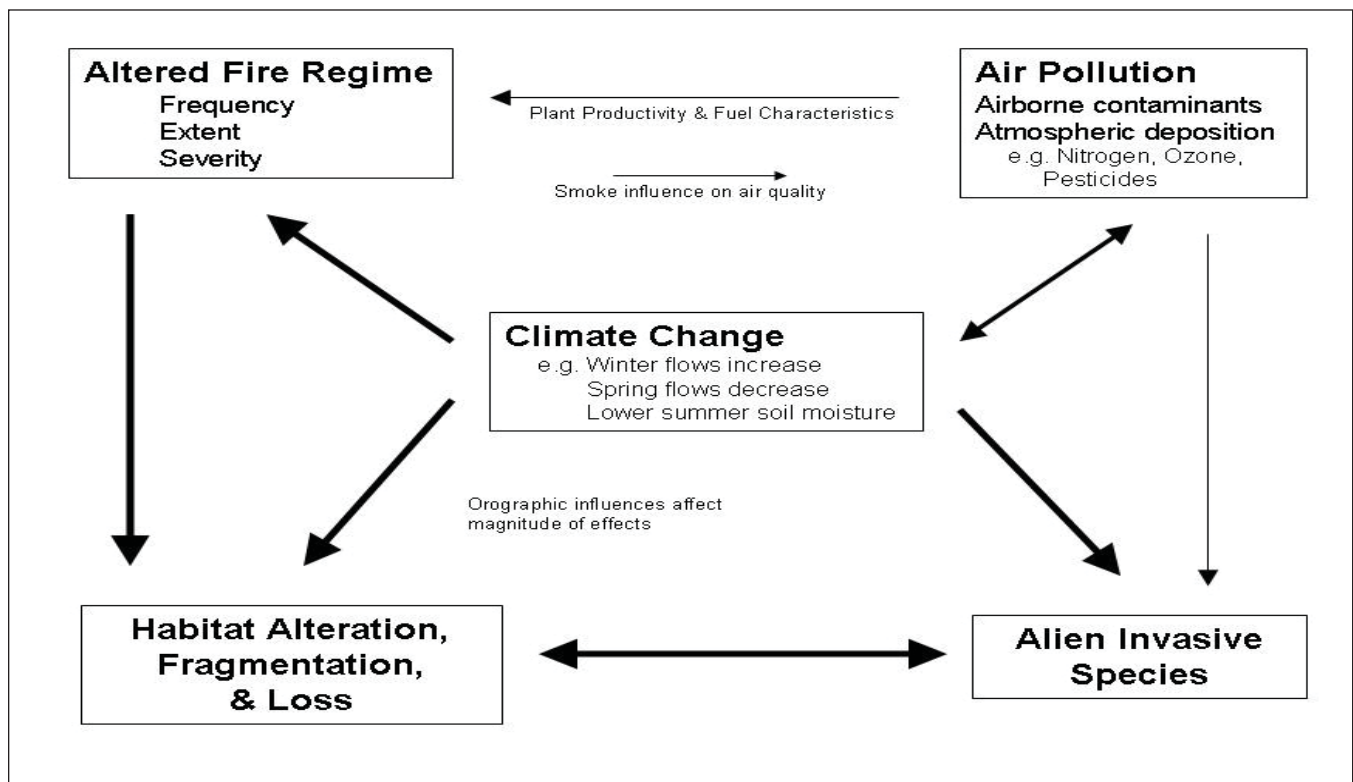 Altered Fire Regime
Frequency
Extent
Severity
Plant Productivity & Fuel Characteristics
Smoke influence on air quality
Air Pollution
Airborne contaminants
Atmospheric deposition
e.g. Nitrogen, Ozone,
Pesticides
Climate Change
e.g. Winter flows increase
Spring flows decrease
Lower summer soil moisture
Orographic influences affect
magnitude of effects
Habitat Alteration,
Fragmentation,
& Loss
Alien Invasive
Species